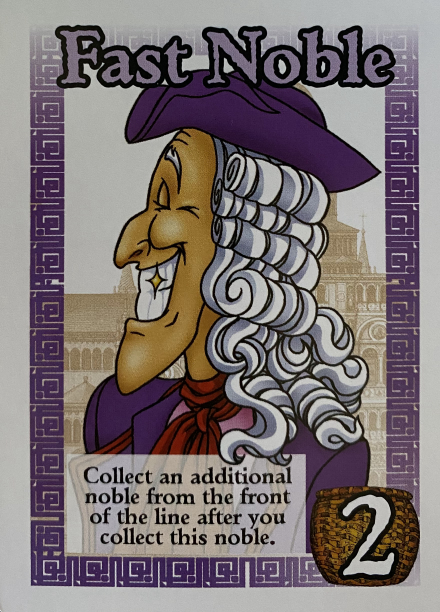 Fast Noble
Collect an additional
noble from the front
of the line after you
collect this noble.
2